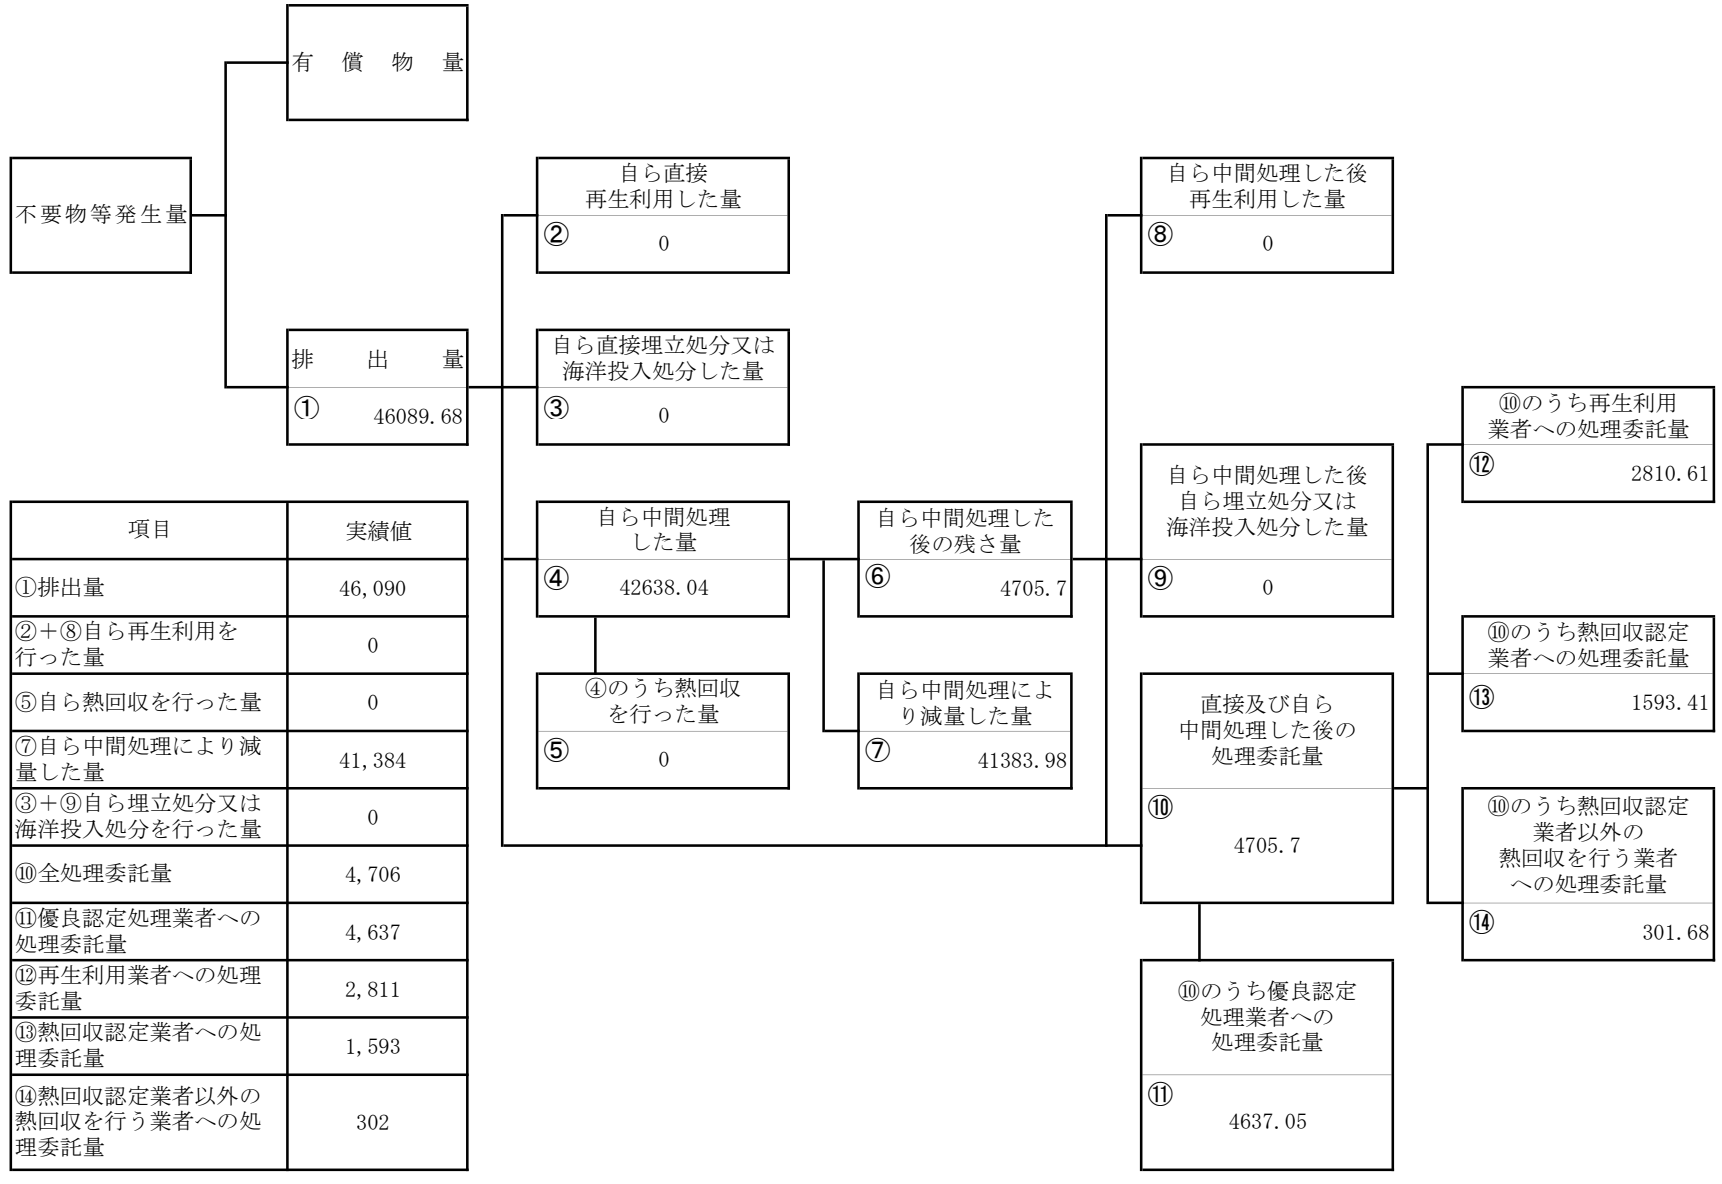 有償物量
不要物等発生量
自ら直接
再生利用した量
② 0
自ら中間処理した後
再生利用した量
⑧ 0
排出量
① 46089.68
自ら直接埋立処分又は
海洋投入処分した量
③ 0
⑩のうち再生利用
業者への処理委託量
⑫ 2810.61
自ら中間処理
した量
④ 42638.04
自ら中間処理した
後の残さ量
⑥ 4705.7
自ら中間処理した後
自ら埋立処分又は
海洋投入処分した量
⑨ 0
⑩のうち熱回収認定
業者への処理委託量
⑬ 1593.41
④のうち熱回収
を行った量
⑤ 0
自ら中間処理によ
り減量した量
⑦ 41383.98
直接及び自ら
中間処理した後の
処理委託量
⑩
4705.7
⑩のうち熱回収認定
業者以外の
熱回収を行う業者
への処理委託量
⑭ 301.68
⑩のうち優良認定
処理業者への
処理委託量
⑪
4637.05
項目 実績値
①排出量 46,090
②+⑧自ら再生利用を
行った量 0
⑤自ら熱回収を行った量 0
⑦自ら中間処理により減
量した量 41,384
③+⑨自ら埋立処分又は
海洋投入処分を行った量 0
⑩全処理委託量 4,706
⑪優良認定処理業者への
処理委託量 4,637
⑫再生利用業者への処理
委託量 2,811
⑬熱回収認定業者への処
理委託量 1,593
⑭熱回収認定業者以外の
熱回収を行う業者への処
理委託量 302